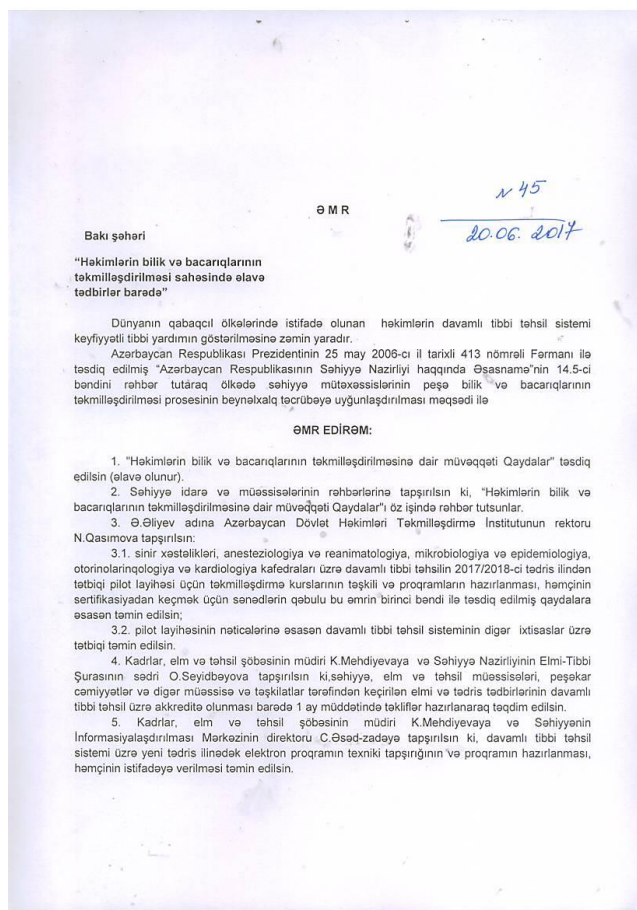 N 45
Ə M R
20.06. 2017
Bakı şəhəri
“Həkimlərin bilik və bacarıqlarının
təkmilləşdirilməsi sahəsində əlavə
tədbirlər barədə”
Dünyanın qabaqcıl ölkələrində istifadə olunan həkimlərin davamlı tibbi təhsil sistemi
keyfiyyətli tibbi yardımın göstərilməsinə zəmin yaradır.
Azərbaycan Respublikası Prezidentinin 25 may 2006-cı il tarixli 413 nömrəli Fərmanı ilə
təsdiq edilmiş “Azərbaycan Respublikasının Səhiyyə Nazirliyi haqqında Əsasnamə”nin 14.5-ci
bəndini rəhbər tutaraq ölkədə səhiyyə mütəxəssislərinin peşə bilik və bacarıqlarının
təkmilləşdirilməsi prosesinin beynəlxalq təcrübəyə uyğunlaşdırılması məqsədi ilə
ƏMR EDİRƏM:
1. "Həkimlərin bilik və bacarıqlarının təkmilləşdirilməsinə dair müvəqqəti Qaydalar" təsdiq
edilsin (əlavə olunur).
2. Səhiyyə idarə və müəssisələrinin rəhbərlərinə tapşırılsın ki, “Həkimlərin bilik və
bacarıqlarının təkmilləşdirilməsinə dair müvəqqəti Qaydalar"ı öz işində rəhbər tutsunlar.
3. Ə.Əliyev adına Azərbaycan Dövlət Həkimləri Təkmilləşdirmə İnstitutunun rektoru
N.Qasımova tapşırılsın:
3.1. sinir xəstəlikləri, anesteziologiya və reanimatologiya, mikrobiologiya və epidemiologiya,
otorinolarinqologiya və kardiologiya kafedraları üzrə davamlı tibbi təhsilin 2017/2018-ci tədris ilindən
tətbiqi pilot layihəsi üçün təkmilləşdirmə kurslarının təşkili və proqramların hazırlanması, həmçinin
sertifikasiyadan keçmək üçün sənədlərin qəbulu bu əmrin birinci bəndi ilə təsdiq edilmiş qaydalara
əsasən təmin edilsin;
3.2. pilot layihəsinin nəticələrinə əsasən davamlı tibbi təhsil sisteminin digər ixtisaslar üzrə
tətbiqi təmin edilsin.
4. Kadrlar, elm və təhsil şöbəsinin müdiri K.Mehdiyevaya və Səhiyyə Nazirliyinin Elmi-Tibbi
Şurasının sədri O.Seyidbəyova tapşırılsın ki,səhiyyə, elm və təhsil müəssisələri, peşəkar
cəmiyyətlər və digər müəssisə və təşkilatlar tərəfindən keçirilən elmi və tədris tədbirlərinin davamlı
tibbi təhsil üzrə akkreditə olunması barədə 1 ay müddətində təkliflər hazırlanaraq təqdim edilsin.
5. Kadrlar, elm və təhsil şöbəsinin müdiri K.Mehdiyevaya və Səhiyyənin
İnformasiyalaşdırılması Mərkəzinin direktoru C.Əsəd-zadəyə tapşırılsın ki, davamlı tibbi təhsil
sistemi üzrə yeni tədris ilinədək elektron proqramın texniki tapşırığının və proqramın hazırlanması,
həmçinin istifadəyə verilməsi təmin edilsin.